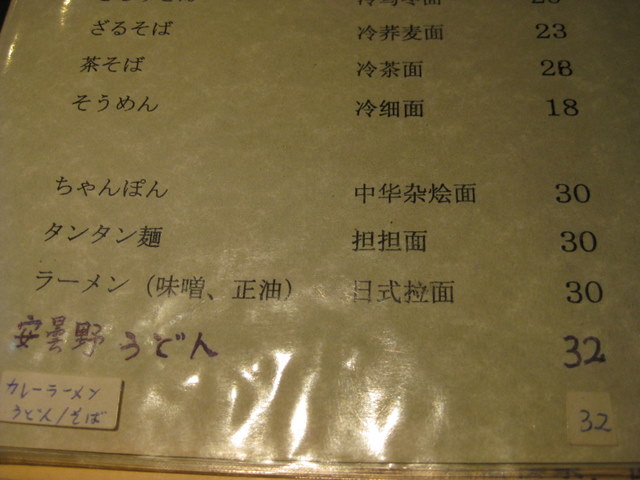 ざるそば 冷荞麦面 23
茶そば 冷茶面 28
そうめん 冷细面 18
ちゃんぽん 中华杂烩面 30
タンタン麺 担担面 30
ラーメン（味噌、正油） 日式拉面 30
安曇野うどん 32
カレーラーメン
うどん/そば 32